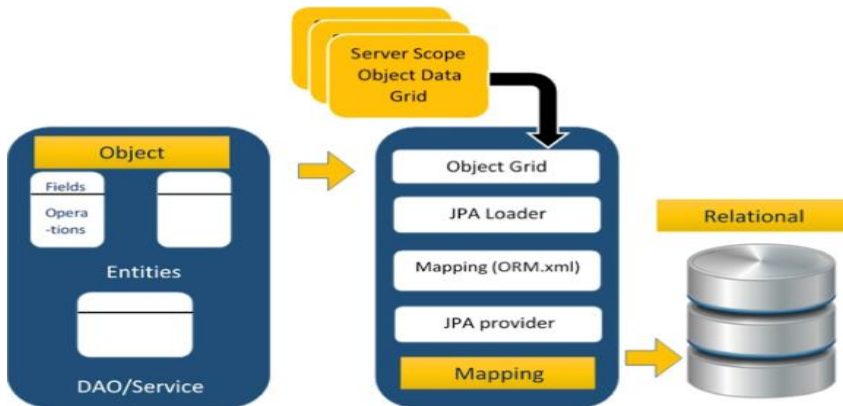 Server Scope
Object Data
Grid
Object
Fields
Opera
-tions
Entities
DAO/Service
Object Grid
JPA Loader
Mapping (ORM.xml)
JPA provider
Mapping
Relational